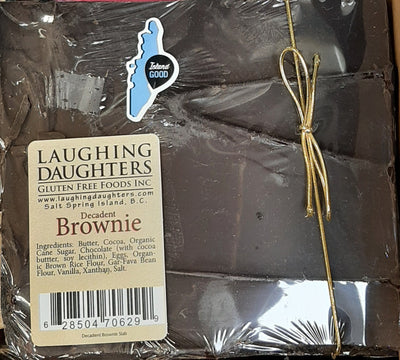 Island
GOOD
LAUGHING
DAUGHTERS
GLUTEN FREE FOODS INC
www.laughingdaughters.com
Salt Spring Island, B.C.
Decadent
Brownie
Ingredients: Butter, Cocoa, Organic
Cane Sugar, Chocolate (with cocoa
buttter, soy lecithin), Eggs, Organ-
ic Brown Rice Flour, Gar-Fava Bean
Flour, Vanilla, Xanthan, Salt.
6 28504 70629 9
Decadent Brownie Slab